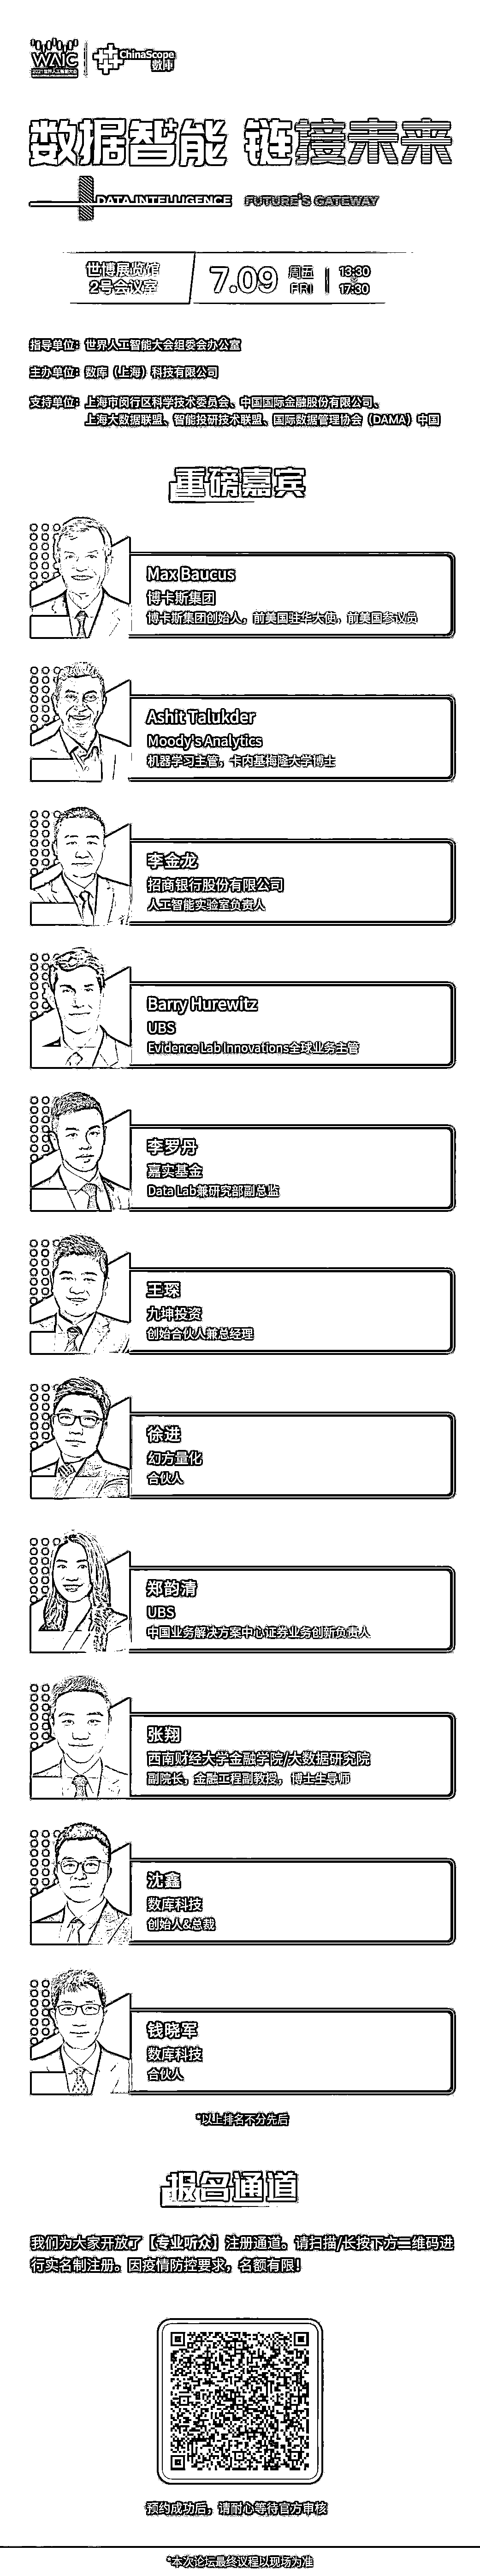 WAIC
ChinaScope
数库
数据智能 链接未来
DATA INTELLIGENCE FUTURE'S GATEWAY
世博展览馆
2号会议室
7.09
周五
FRI
13:30
17:30
指导单位：世界人工智能大会组委会办公室
主办单位：数库（上海）科技有限公司
支持单位：上海市闵行区科学技术委员会、中国国际金融股份有限公司、
上海大数据联盟、智能投研技术联盟、国际数据管理协会（DAMA）中国
重磅嘉宾
Max Baucus
博卡斯集团
博卡斯集团创始人，前美国驻华大使，前美国参议员
Ashit Talukder
Moody's Analytics
机器学习主管，卡内基梅隆大学博士
李金龙
招商银行股份有限公司
人工智能实验室负责人
Barry Hurewitz
UBS
Evidence Lab Innovations全球业务主管
李罗丹
嘉实基金
Data Lab兼研究部副总监
王琛
九坤投资
创始合伙人兼总经理
徐进
幻方量化
合伙人
郑韵清
UBS
中国业务解决方案中心证券业务创新负责人
张翔
西南财经大学金融学院/大数据研究院
副院长，金融工程副教授，博士生导师
沈鑫
数库科技
创始人&总裁
钱晓军
数库科技
合伙人
*以上排名不分先后
报名通道
我们为大家开放了【专业听众】注册通道。请扫描/长按下方二维码进
行实名制注册。因疫情防控要求，名额有限！
预约成功后，请耐心等待官方审核
*本次论坛最终议程以现场为准